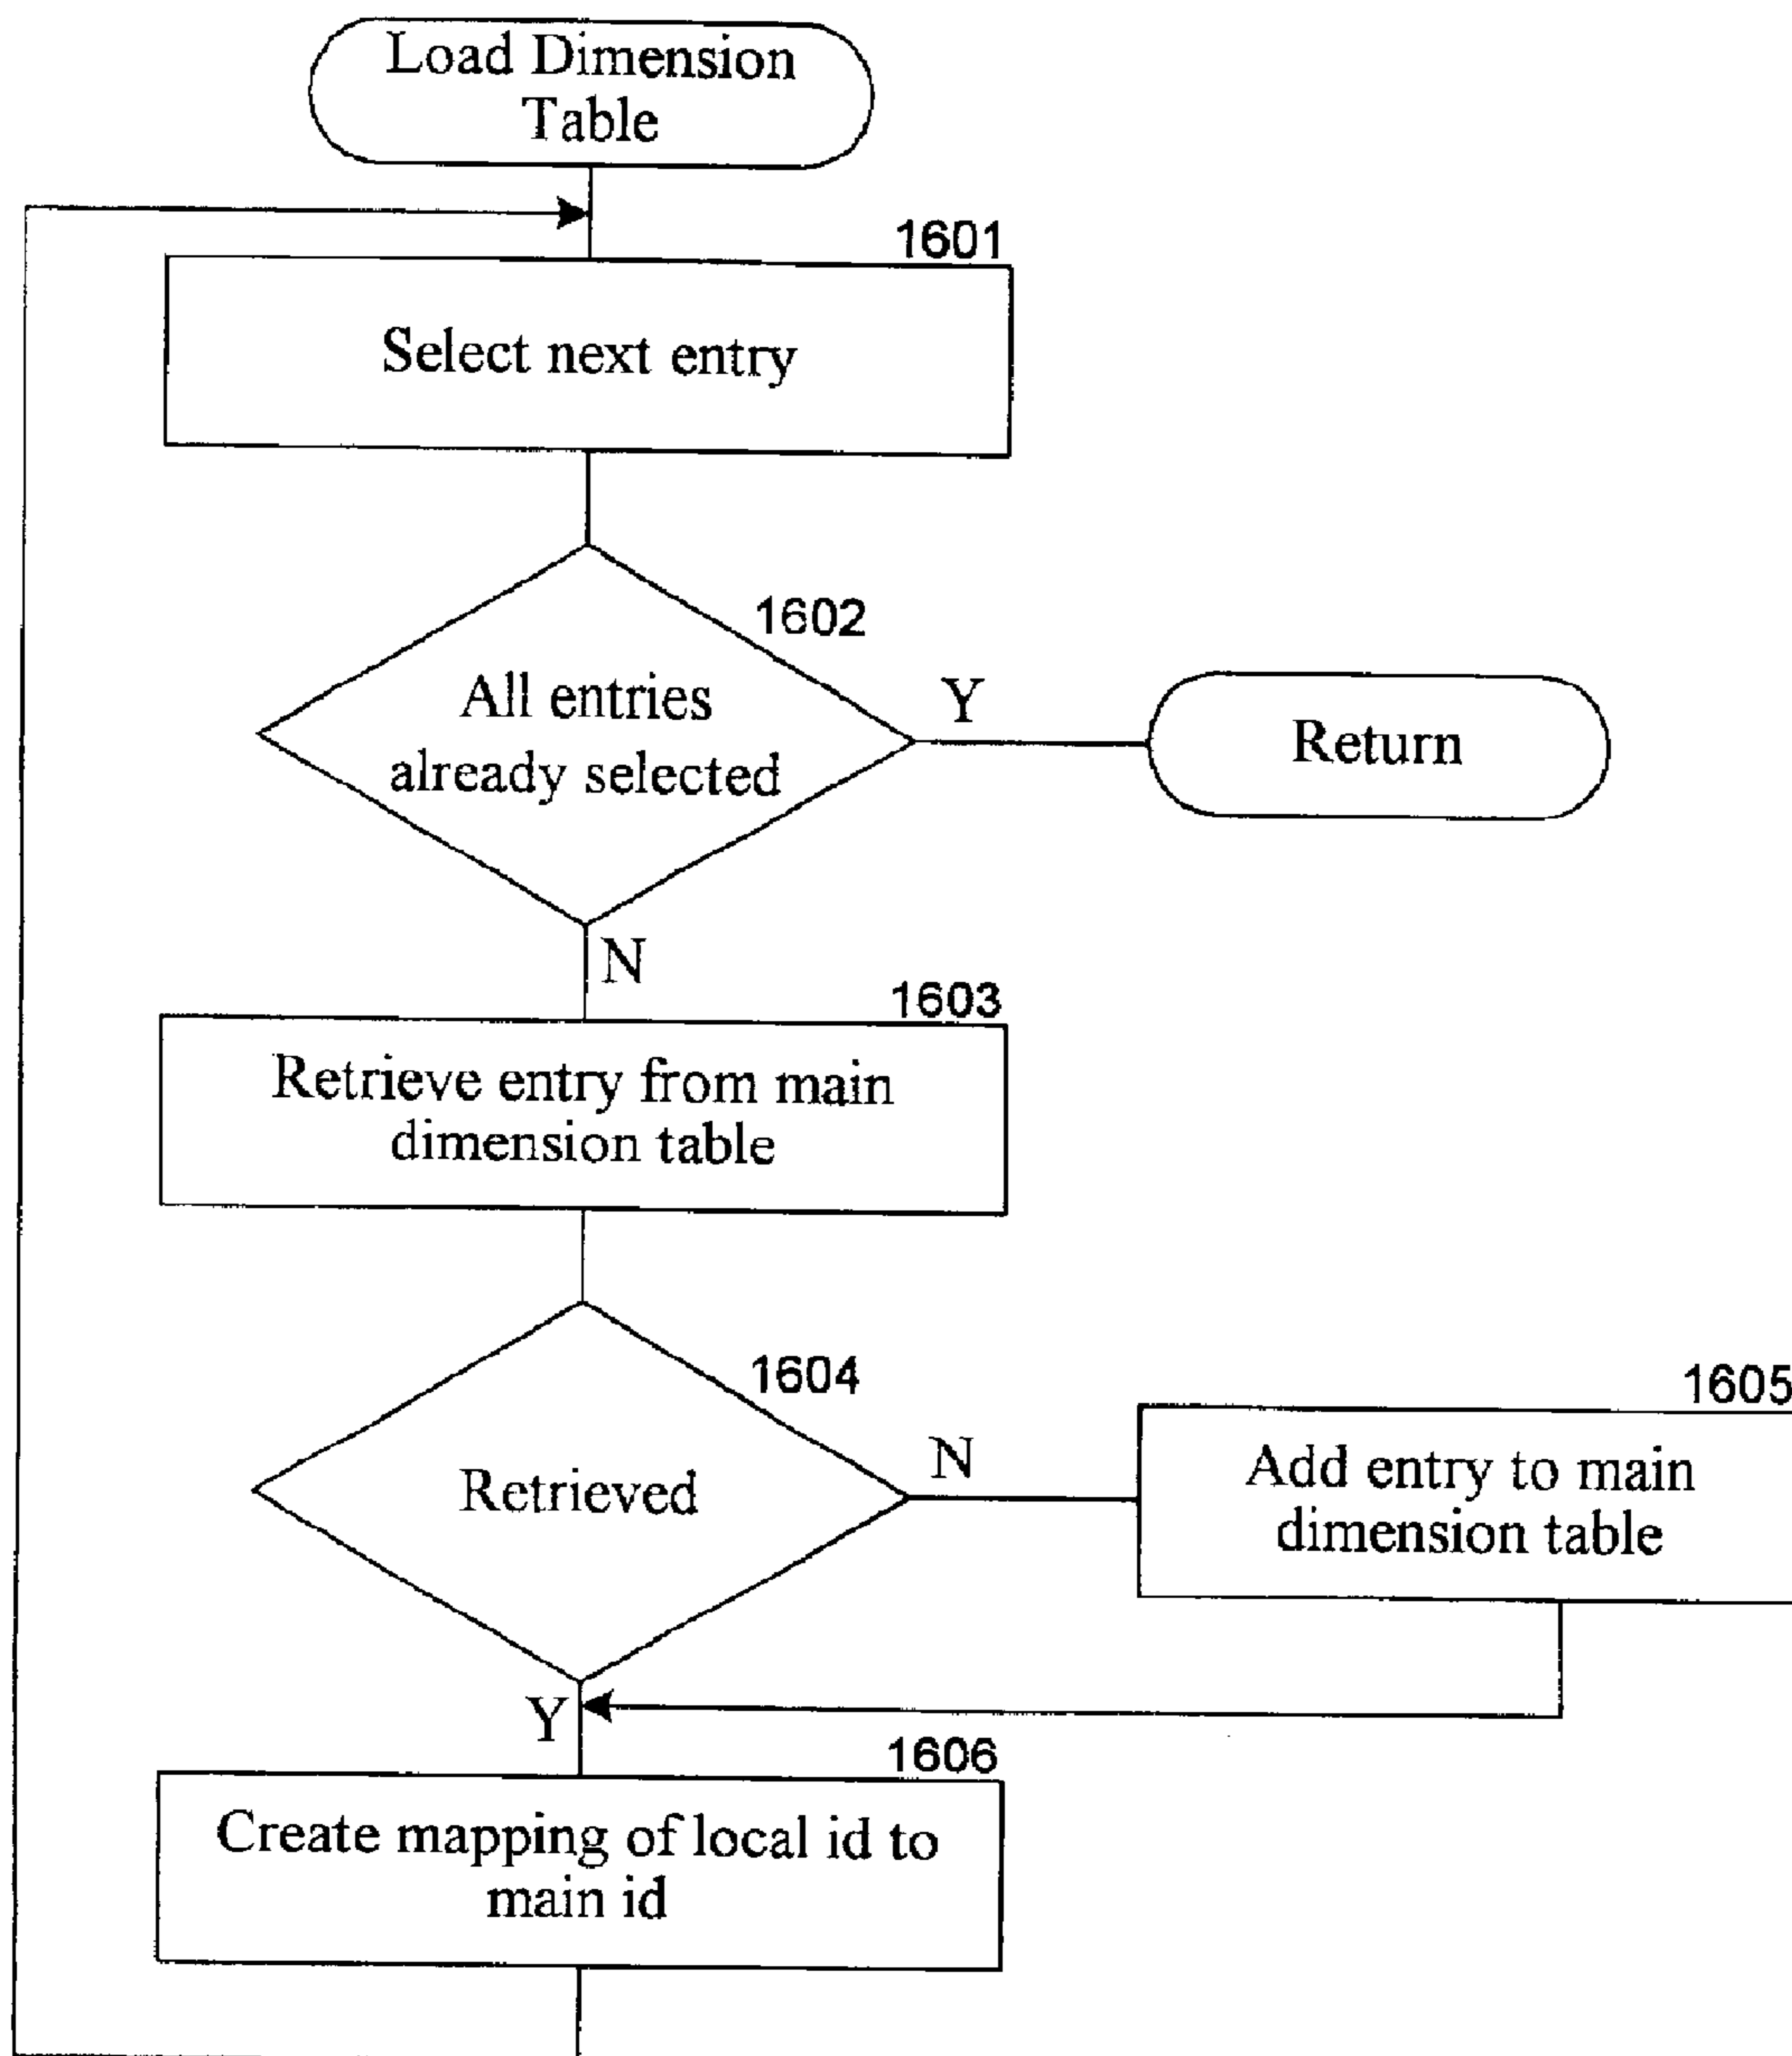 Load Dimension
Table
1601
Select next entry
1602
All entries
already selected
Y
Return
N
1603
Retrieve entry from main
dimension table
1604
Retrieved
N
1605
Add entry to main
dimension table
Y
1606
Create mapping of local id to
main id